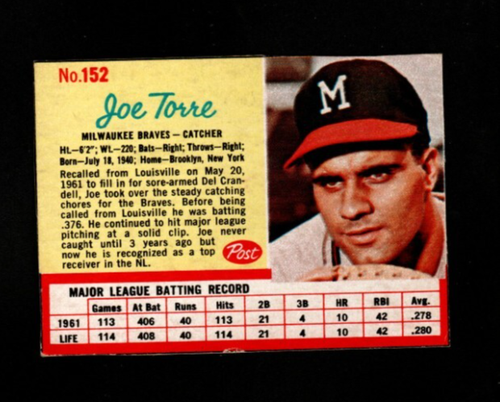 No.152
Joe Torre
MILWAUKEE BRAVES — CATCHER
Ht.—6'2"; Wt.—220; Bats—Right; Throws—Right;
Born—July 18, 1940; Home—Brooklyn, New York
Recalled from Louisville on May 20,
1961 to fill in for sore-armed Del Cran-
dell, Joe took over the steady catching
chores for the Braves. Before being
called from Louisville he was batting
.376. He continued to hit major league
pitching at a solid clip. Joe never
caught until 3 years ago but
now he is recognized as a top
receiver in the NL.
Post
M
MAJOR LEAGUE BATTING RECORD
Games At Bat Runs Hits 2B 3B HR RBI Avg.
1961 113 406 40 113 21 4 10 42 .278
LIFE 114 408 40 114 21 4 10 42 .280